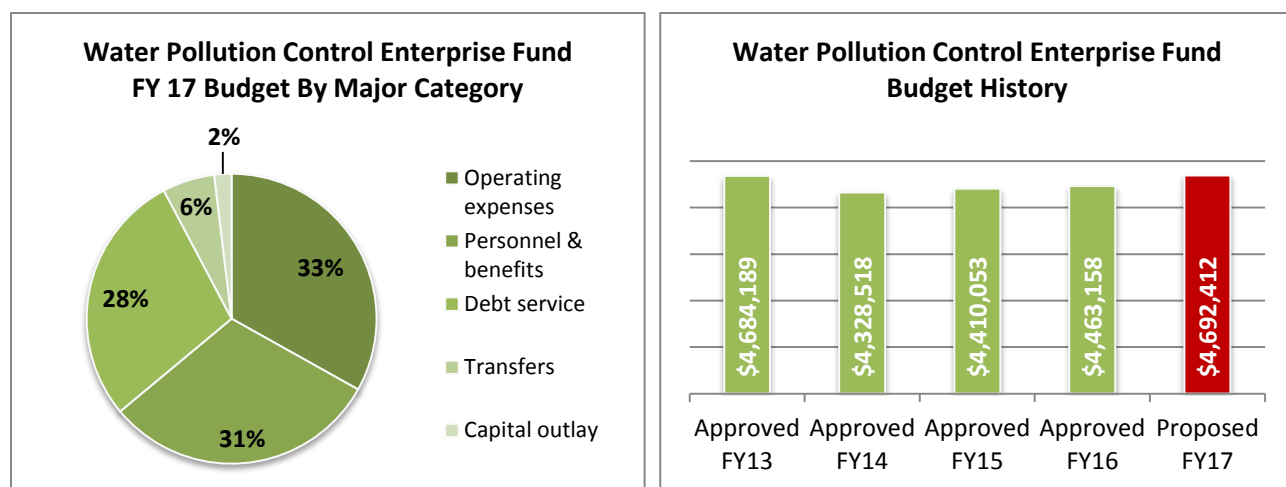 Water Pollution Control Enterprise Fund
FY 17 Budget By Major Category
2%
6%
33%
28%
31%
Operating
expenses
Personnel &
benefits
Debt service
Transfers
Capital outlay
Water Pollution Control Enterprise Fund
Budget History
$4,684,189
$4,328,518
$4,410,053
$4,463,158
$4,692,412
Approved
FY13
Approved
FY14
Approved
FY15
Approved
FY16
Proposed
FY17